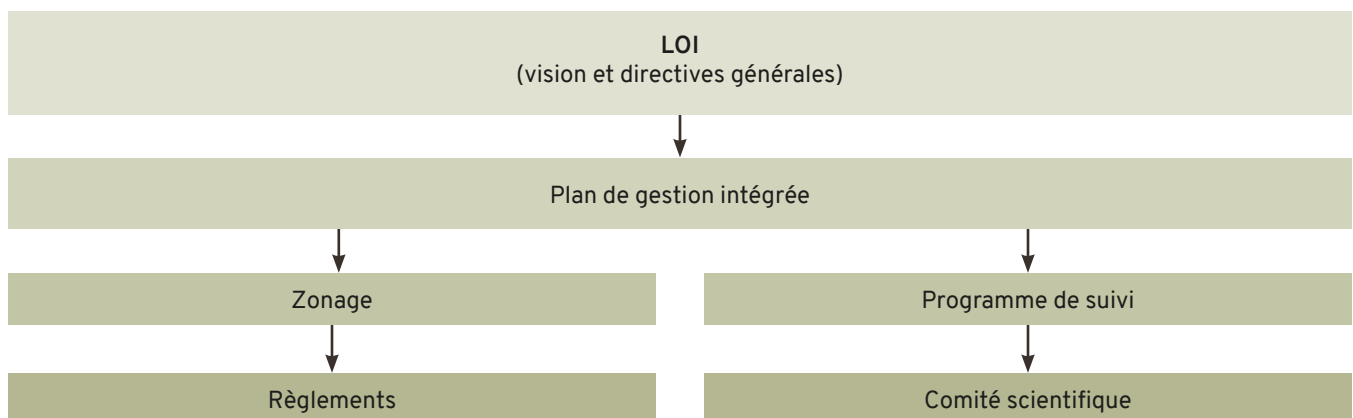 LOI
(vision et directives générales)
Plan de gestion intégrée
Zonage
Programme de suivi
Règlements
Comité scientifique